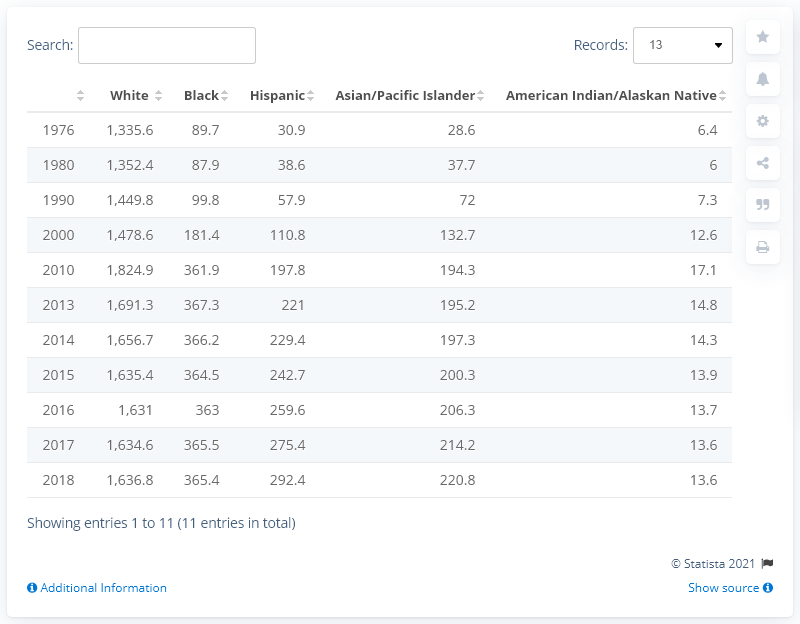 Search: Records: 13
White Black Hispanic Asian/Pacific Islander American Indian/Alaskan Native
1976 1,335.6 89.7 30.9 28.6 6.4
1980 1,352.4 87.9 38.6 37.7 6
1990 1,449.8 99.8 57.9 72 7.3
2000 1,478.6 181.4 110.8 132.7 12.6
2010 1,824.9 361.9 197.8 194.3 17.1
2013 1,691.3 367.3 221 195.2 14.8
2014 1,656.7 366.2 229.4 197.3 14.3
2015 1,635.4 364.5 242.7 200.3 13.9
2016 1,631 363 259.6 206.3 13.7
2017 1,634.6 365.5 275.4 214.2 13.6
2018 1,636.8 365.4 292.4 220.8 13.6
Showing entries 1 to 11 (11 entries in total)
© Statista 2021
Additional Information Show source